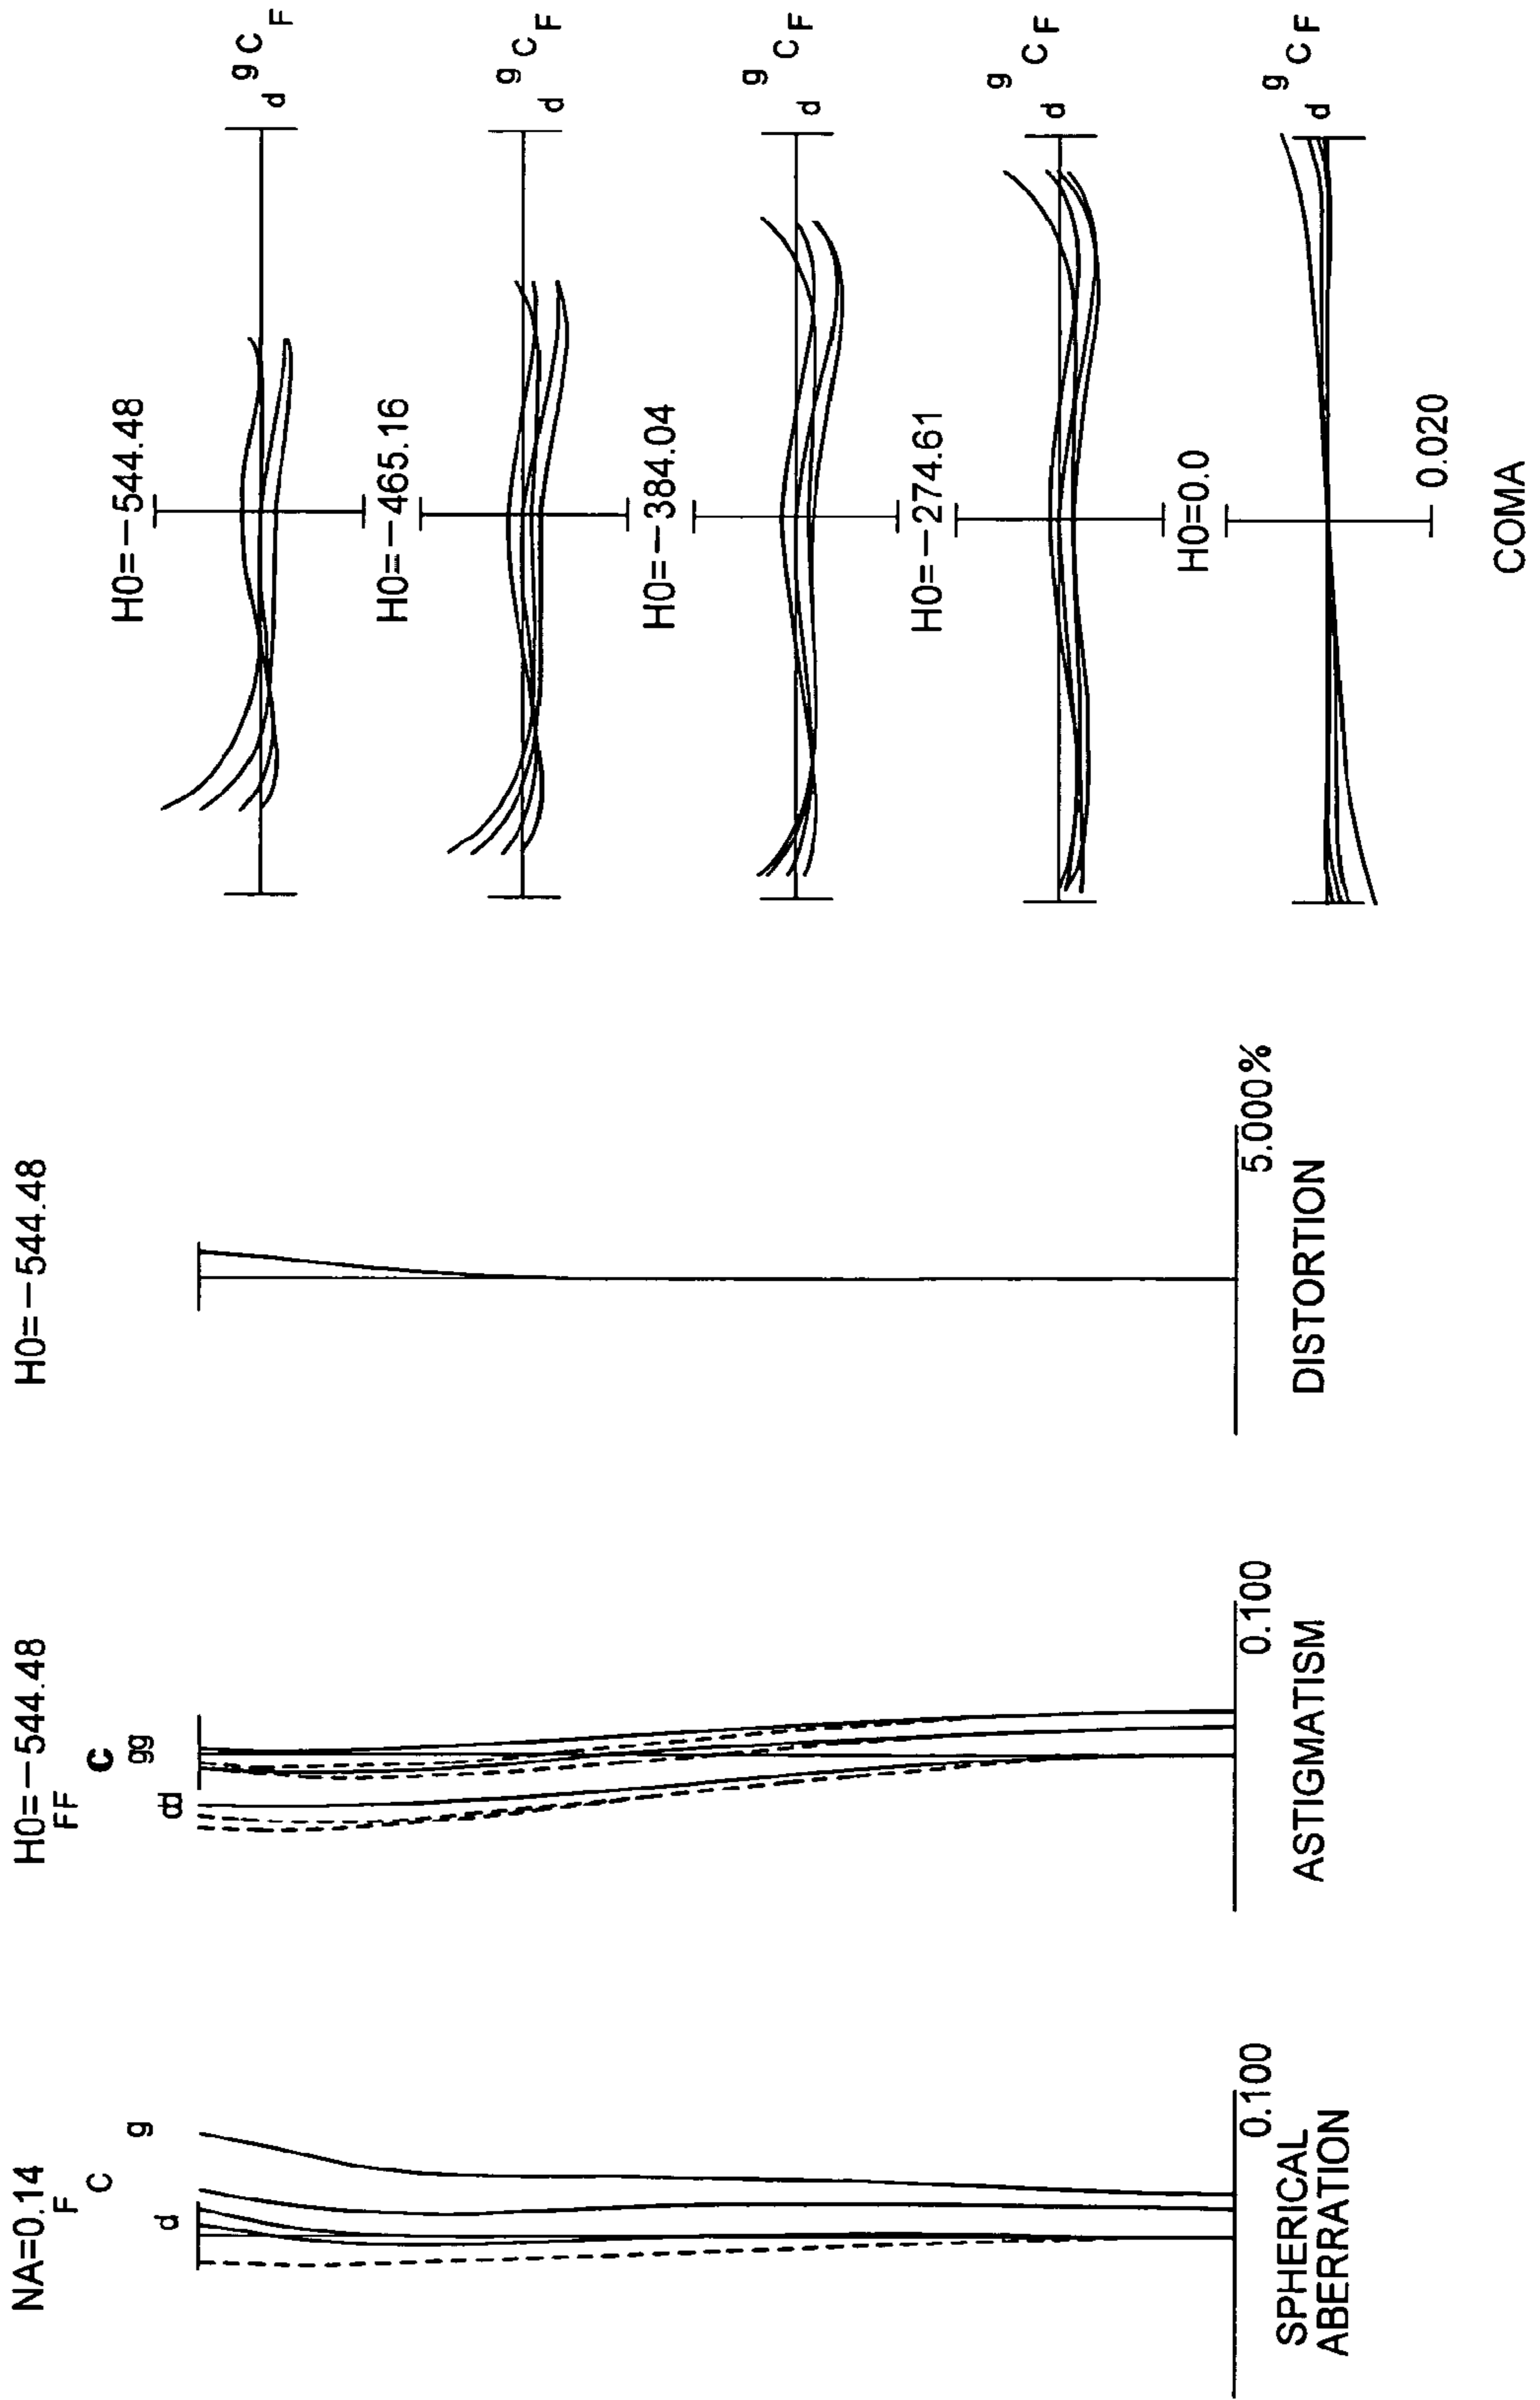 NA=0.14
F
C
d
g
0.100
SPHERICAL
ABERRATION
H0=−544.48
FF
C
gg
cd
0.100
ASTIGMATISM
H0=−544.48
5.000%
DISTORTION
H0=−544.48
g
C
F
d
H0=−465.16
g
C
F
d
H0=−384.04
g
C
F
d
H0=−274.61
g
C
F
d
H0=0.0
g
C
F
d
0.020
COMA